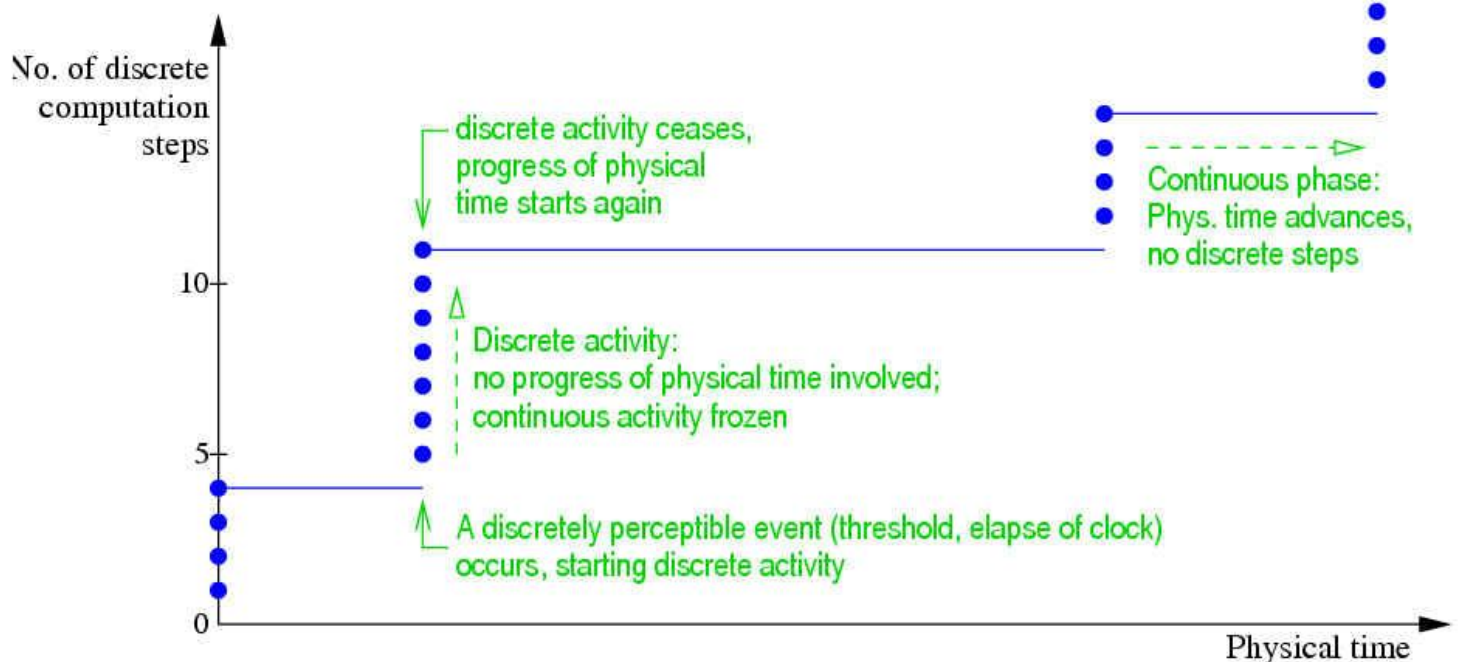 No. of discrete
computation
steps
discrete activity ceases,
progress of physical
time starts again
Continuous phase:
Phys. time advances,
no discrete steps
10
Discrete activity:
no progress of physical time involved;
continuous activity frozen
5
A discretely perceptible event (threshold, elapse of clock)
occurs, starting discrete activity
0
Physical time